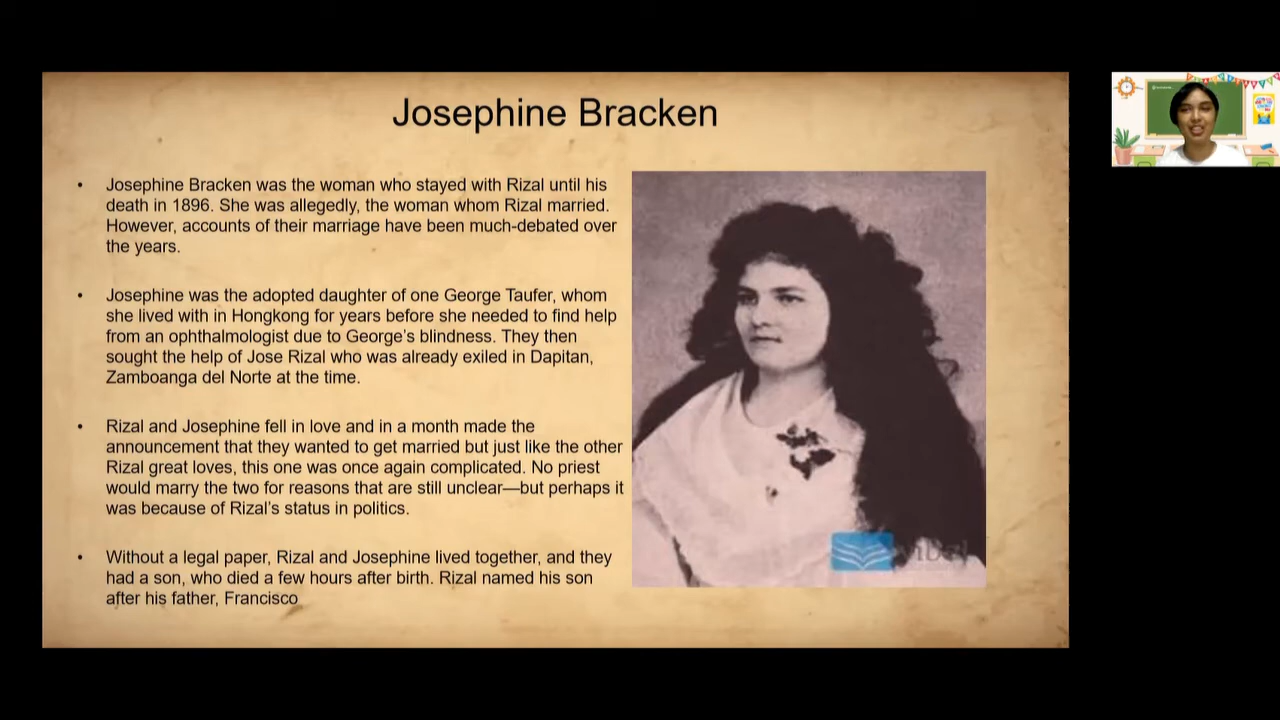 Josephine Bracken
• Josephine Bracken was the woman who stayed with Rizal until his
death in 1896. She was allegedly, the woman whom Rizal married.
However, accounts of their marriage have been much-debated over
the years.
• Josephine was the adopted daughter of one George Taufer, whom
she lived with in Hongkong for years before she needed to find help
from an ophthalmologist due to George's blindness. They then
sought the help of Jose Rizal who was already exiled in Dapitan,
Zamboanga del Norte at the time.
• Rizal and Josephine fell in love and in a month made the
announcement that they wanted to get married but just like the other
Rizal great loves, this one was once again complicated. No priest
would marry the two for reasons that are still unclear—but perhaps it
was because of Rizal's status in politics.
• Without a legal paper, Rizal and Josephine lived together, and they
had a son, who died a few hours after birth. Rizal named his son
after his father, Francisco